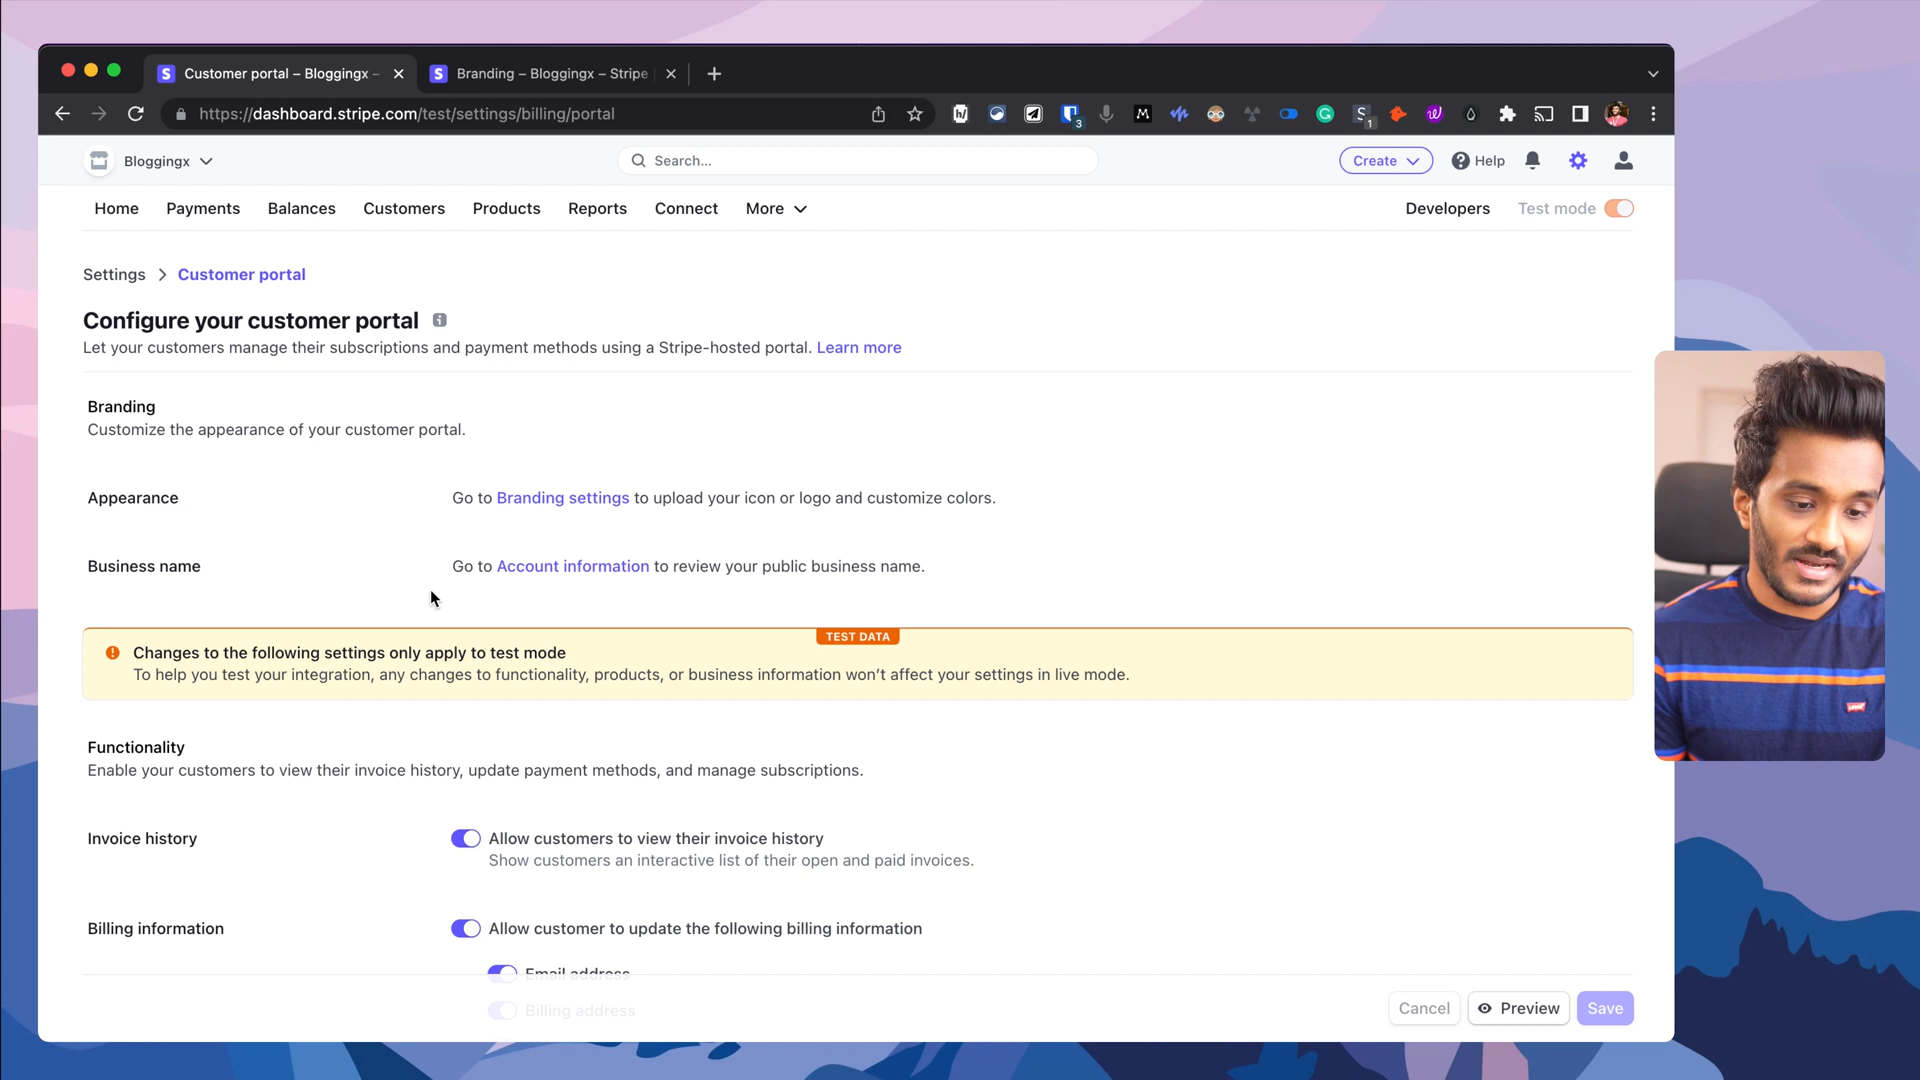 Customer portal – Bloggingx –
Branding – Bloggingx – Stripe
https://dashboard.stripe.com/test/settings/billing/portal
3
1
Bloggingx
Search...
Create
Help
Home
Payments
Balances
Customers
Products
Reports
Connect
More
Developers
Test mode
Settings
Customer portal
Configure your customer portal
Let your customers manage their subscriptions and payment methods using a Stripe-hosted portal. Learn more
Branding
Customize the appearance of your customer portal.
Appearance
Go to Branding settings to upload your icon or logo and customize colors.
Business name
Go to Account information to review your public business name.
TEST DATA
Changes to the following settings only apply to test mode
To help you test your integration, any changes to functionality, products, or business information won’t affect your settings in live mode.
Functionality
Enable your customers to view their invoice history, update payment methods, and manage subscriptions.
Invoice history
Allow customers to view their invoice history
Show customers an interactive list of their open and paid invoices.
Billing information
Allow customer to update the following billing information
Email address
Billing address
Cancel
Preview
Save